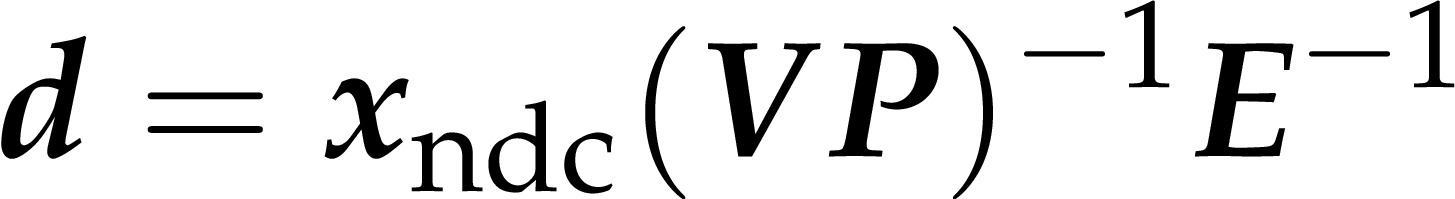 d = x_ndc(VP)^−1 E^−1